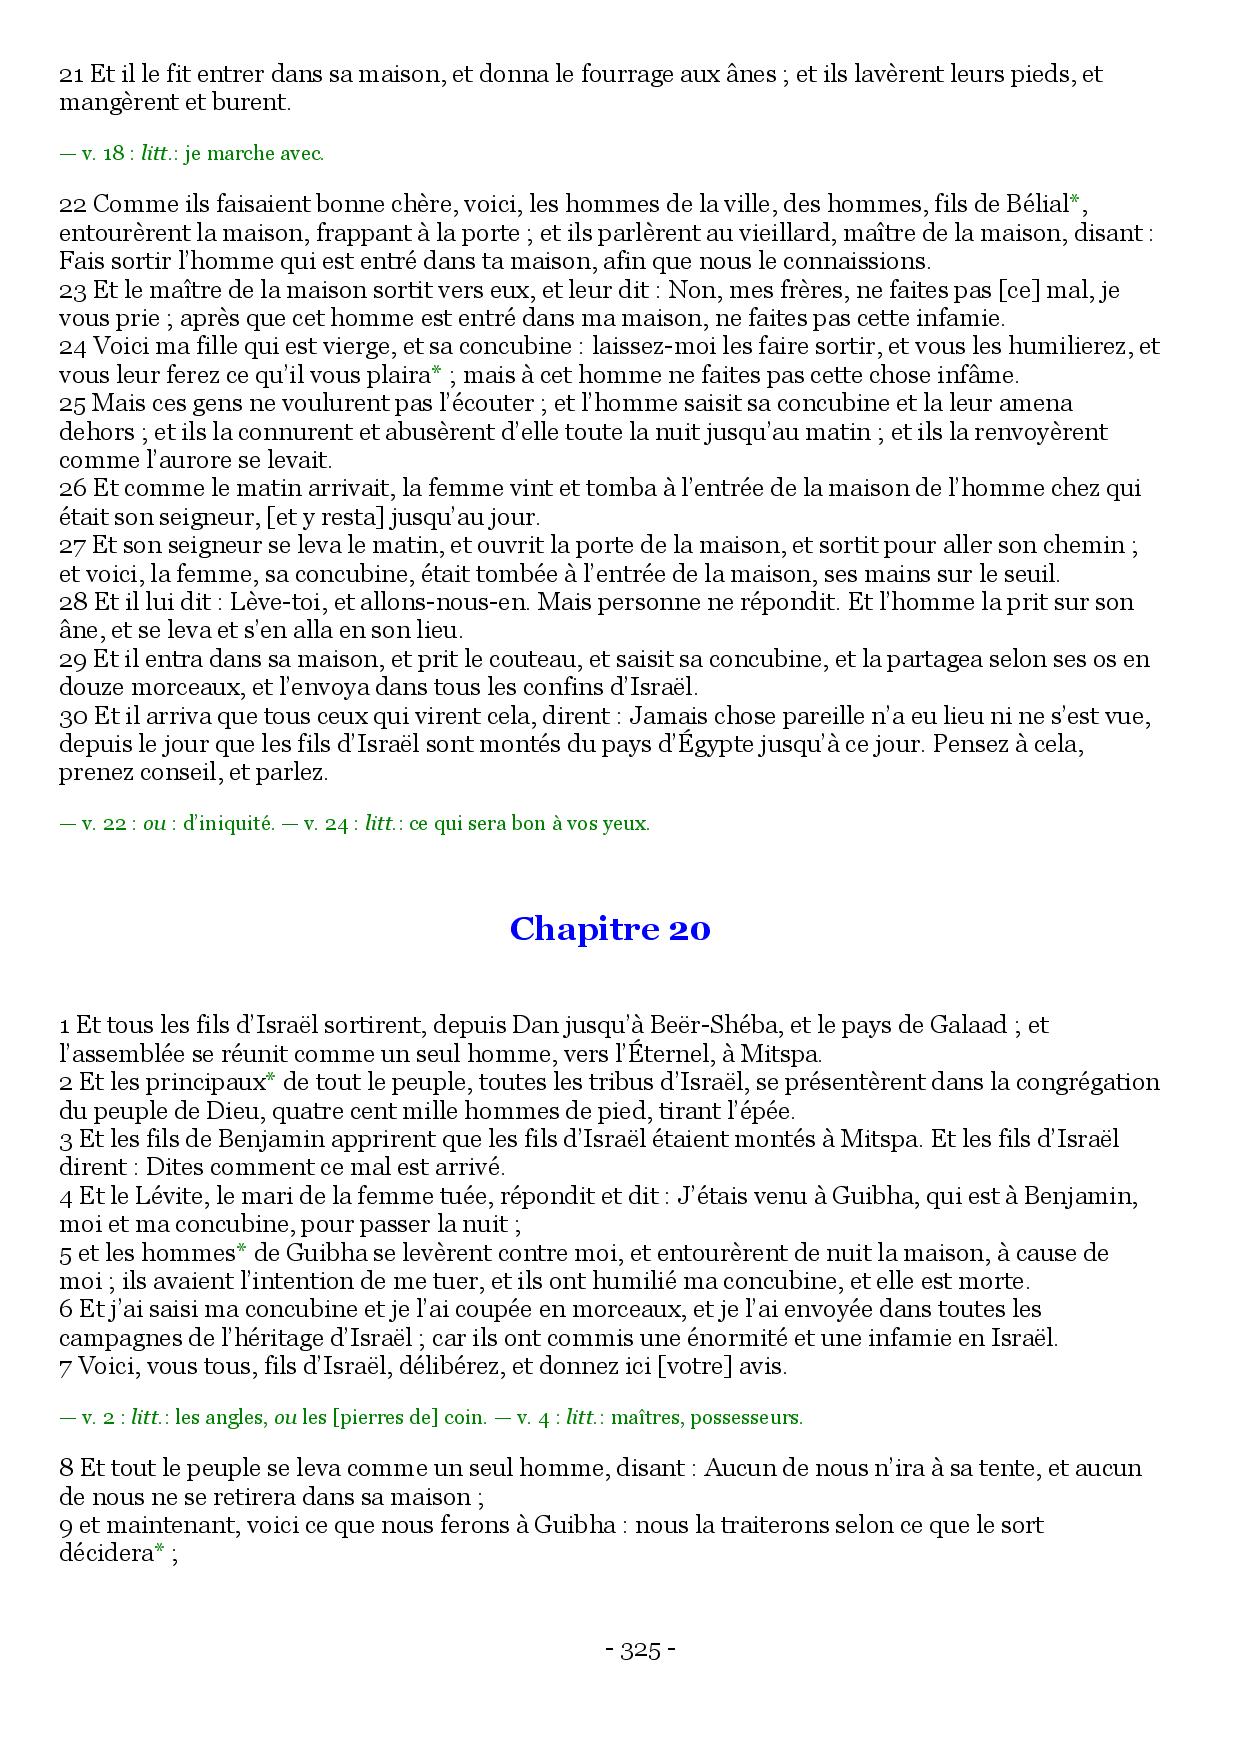 21 Et il le fit entrer dans sa maison, et donna le fourrage aux ânes ; et ils lavèrent leurs pieds, et
mangèrent et burent.
— v. 18 : litt.: je marche avec.
22 Comme ils faisaient bonne chère, voici, les hommes de la ville, des hommes, fils de Bélial*,
entourèrent la maison, frappant à la porte ; et ils parlèrent au vieillard, maître de la maison, disant :
Fais sortir l’homme qui est entré dans ta maison, afin que nous le connaissions.
23 Et le maître de la maison sortit vers eux, et leur dit : Non, mes frères, ne faites pas [ce] mal, je
vous prie ; après que cet homme est entré dans ma maison, ne faites pas cette infamie.
24 Voici ma fille qui est vierge, et sa concubine : laissez-moi les faire sortir, et vous les humilierez, et
vous leur ferez ce qu’il vous plaira* ; mais à cet homme ne faites pas cette chose infâme.
25 Mais ces gens ne voulurent pas l’écouter ; et l’homme saisit sa concubine et la leur amena
dehors ; et ils la connurent et abusèrent d’elle toute la nuit jusqu’au matin ; et ils la renvoyèrent
comme l’aurore se levait.
26 Et comme le matin arrivait, la femme vint et tomba à l’entrée de la maison de l’homme chez qui
était son seigneur, [et y resta] jusqu’au jour.
27 Et son seigneur se leva le matin, et ouvrit la porte de la maison, et sortit pour aller son chemin ;
et voici, la femme, sa concubine, était tombée à l’entrée de la maison, ses mains sur le seuil.
28 Et il lui dit : Lève-toi, et allons-nous-en. Mais personne ne répondit. Et l’homme la prit sur son
âne, et se leva et s’en alla en son lieu.
29 Et il entra dans sa maison, et prit le couteau, et saisit sa concubine, et la partagea selon ses os en
douze morceaux, et l’envoya dans tous les confins d’Israël.
30 Et il arriva que tous ceux qui virent cela, dirent : Jamais chose pareille n’a eu lieu ni ne s’est vue,
depuis le jour que les fils d’Israël sont montés du pays d’Égypte jusqu’à ce jour. Pensez à cela,
prenez conseil, et parlez.
— v. 22 : ou : d’iniquité. — v. 24 : litt.: ce qui sera bon à vos yeux.
Chapitre 20
1 Et tous les fils d’Israël sortirent, depuis Dan jusqu’à Beër-Shéba, et le pays de Galaad ; et
l’assemblée se réunit comme un seul homme, vers l’Éternel, à Mitspa.
2 Et les principaux* de tout le peuple, toutes les tribus d’Israël, se présentèrent dans la congrégation
du peuple de Dieu, quatre cent mille hommes de pied, tirant l’épée.
3 Et les fils de Benjamin apprirent que les fils d’Israël étaient montés à Mitspa. Et les fils d’Israël
dirent : Dites comment ce mal est arrivé.
4 Et le Lévite, le mari de la femme tuée, répondit et dit : J’étais venu à Guibha, qui est à Benjamin,
moi et ma concubine, pour passer la nuit ;
5 et les hommes* de Guibha se levèrent contre moi, et entourèrent de nuit la maison, à cause de
moi ; ils avaient l’intention de me tuer, et ils ont humilié ma concubine, et elle est morte.
6 Et j’ai saisi ma concubine et je l’ai coupée en morceaux, et je l’ai envoyée dans toutes les
campagnes de l’héritage d’Israël ; car ils ont commis une énormité et une infamie en Israël.
7 Voici, vous tous, fils d’Israël, délibérez, et donnez ici [votre] avis.
— v. 2 : litt.: les angles, ou les [pierres de] coin. — v. 4 : litt.: maîtres, possesseurs.
8 Et tout le peuple se leva comme un seul homme, disant : Aucun de nous n’ira à sa tente, et aucun
de nous ne se retirera dans sa maison ;
9 et maintenant, voici ce que nous ferons à Guibha : nous la traiterons selon ce que le sort
décidera* ;
- 325 -